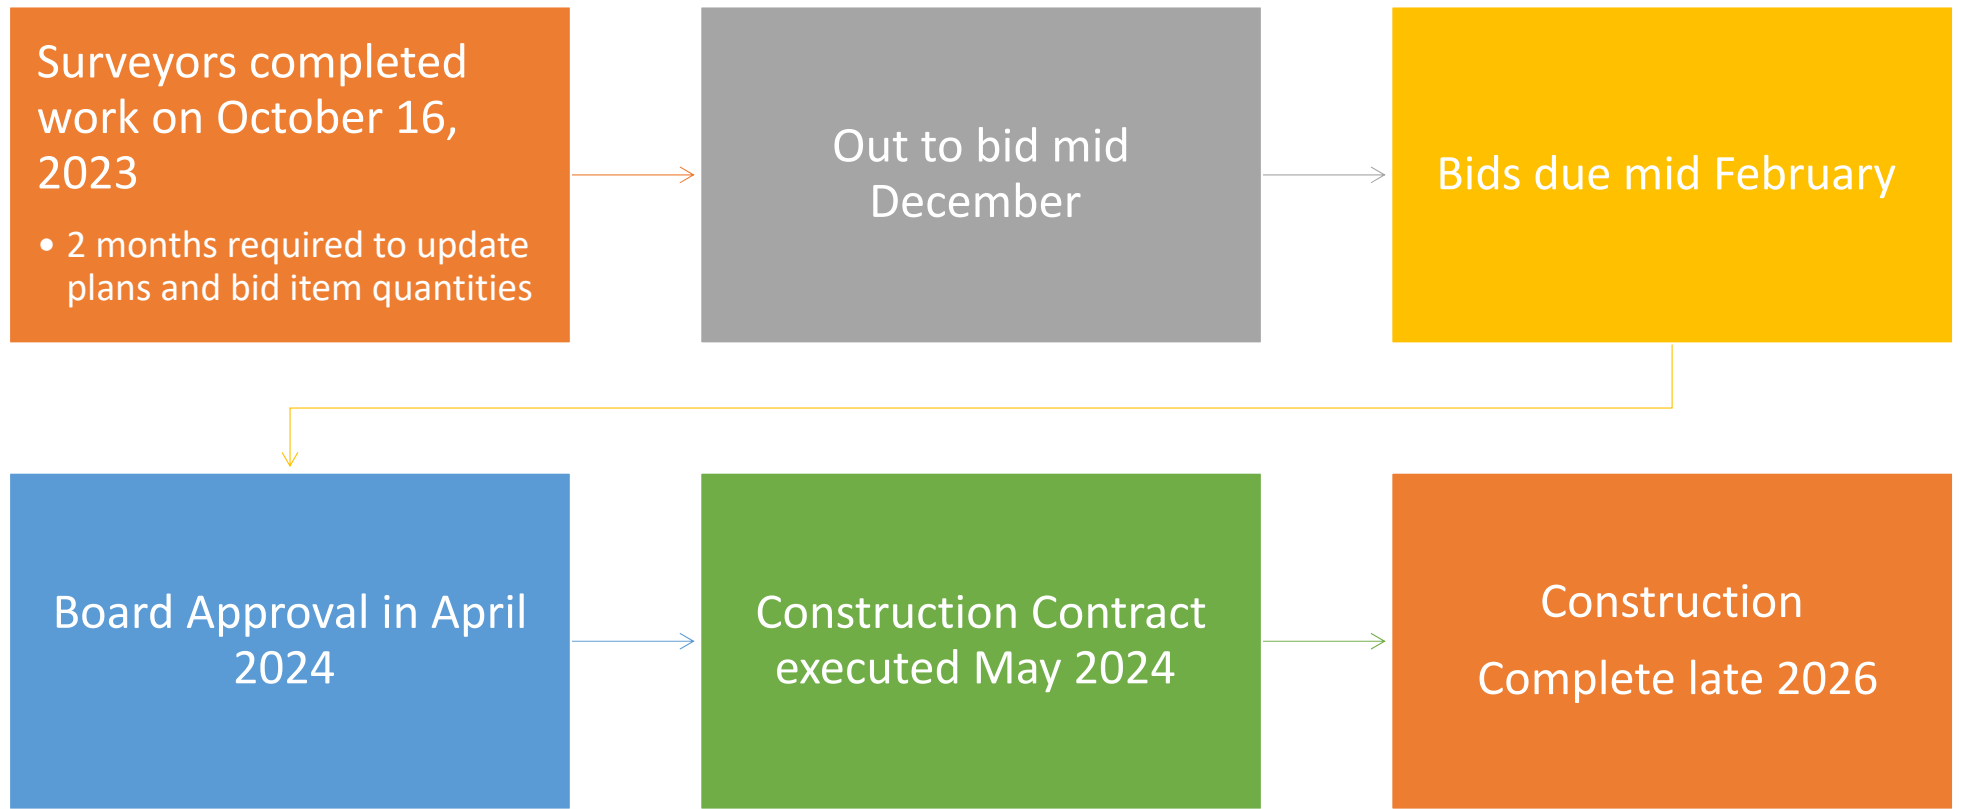 Surveyors completed
work on October 16,
2023
• 2 months required to update
plans and bid item quantities
Out to bid mid
December
Bids due mid February
Board Approval in April
2024
Construction Contract
executed May 2024
Construction
Complete late 2026